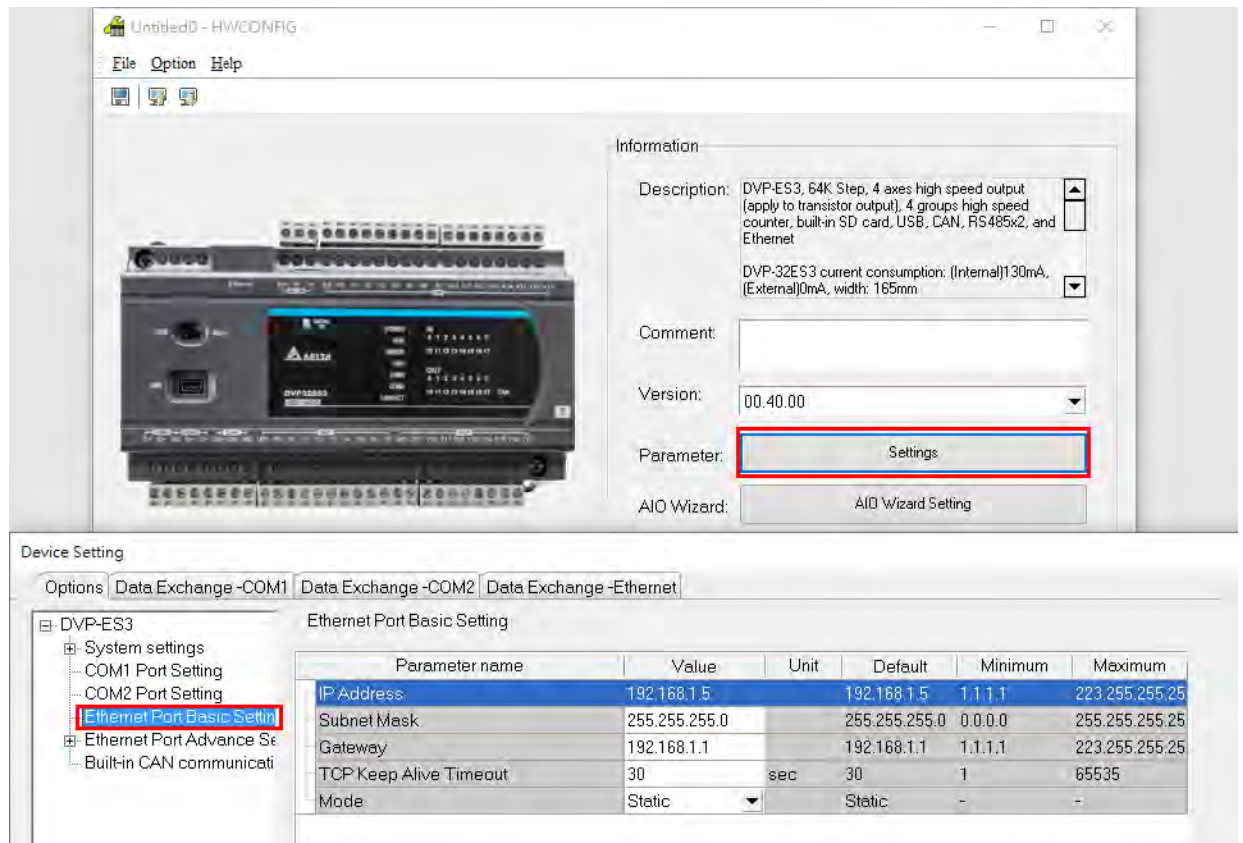 Untitled0 - HWCONFIG
File Option Help
Information
Description: DVP-ES3, 64K Step, 4 axes high speed output
(apply to transistor output), 4 groups high speed
counter, built-in SD card, USB, CAN, RS485x2, and
Ethernet
DVP-32ES3 current consumption: (Internal)130mA,
(External)0mA, width: 165mm
Comment:
Version: 00.40.00
Parameter: Settings
AIO Wizard: AIO Wizard Setting
DELTA
IN
OUT
Device Setting
Options Data Exchange -COM1 Data Exchange -COM2 Data Exchange -Ethernet
DVP-ES3
System settings
COM1 Port Setting
COM2 Port Setting
Ethernet Port Basic Settin
Ethernet Port Advance Se
Built-in CAN communicati
Ethernet Port Basic Setting
Parameter name Value Unit Default Minimum Maximum
IP Address 192.168.1.5 192.168.1.5 1.1.1.1 223.255.255.25
Subnet Mask 255.255.255.0 255.255.255.0 0.0.0.0 255.255.255.25
Gateway 192.168.1.1 192.168.1.1 1.1.1.1 223.255.255.25
TCP Keep Alive Timeout 30 sec 30 1 65535
Mode Static Static - -